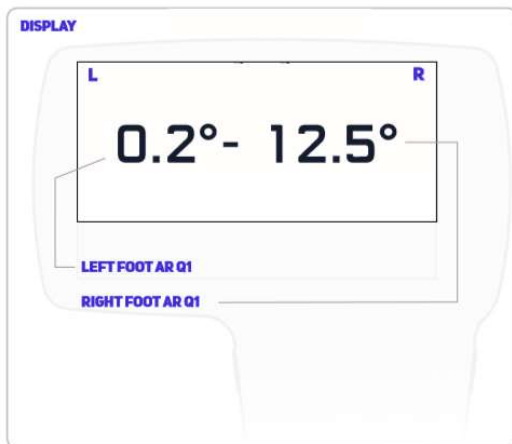 DISPLAY
L R
0.2°- 12.5°
LEFT FOOT AR Q1
RIGHT FOOT AR Q1